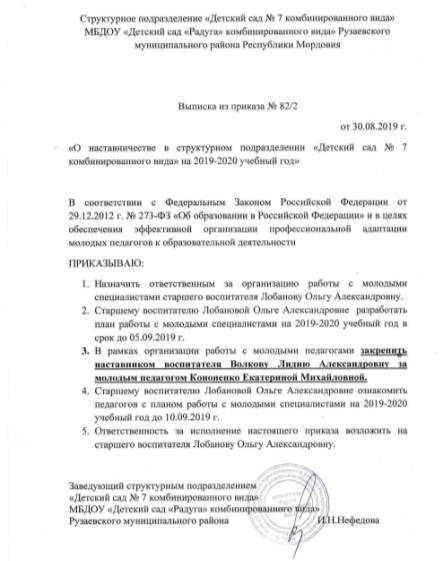 Структурное подразделение «Детский сад № 7 комбинированного вида»
МБДОУ «Детский сад «Радуга» комбинированного вида» Рузаевского
муниципального района Республики Мордовия
Выписка из приказа № 82/2
от 30.08.2019 г.
«О наставничестве в структурном подразделении «Детский сад № 7
комбинированного вида» на 2019-2020 учебный год»
В соответствии с Федеральным Законом Российской Федерации от
29.12.2012 г. № 273-ФЗ «Об образовании в Российской Федерации» и в целях
обеспечения эффективной организации профессиональной адаптации
молодых педагогов к образовательной деятельности
ПРИКАЗЫВАЮ:
1. Назначить ответственным за организацию работы с молодыми
специалистами старшего воспитателя Лобанову Ольгу Александровну.
2. Старшему воспитателю Лобановой Ольге Александровне разработать
план работы с молодыми специалистами на 2019-2020 учебный год в
срок до 05.09.2019 г.
3. В рамках организации работы с молодыми педагогами закрепить
наставником воспитателя Волкову Лидию Александровну за
молодым педагогом Кононенко Екатериной Михайловной.
4. Старшему воспитателю Лобановой Ольге Александровне ознакомить
педагогов с планом работы с молодыми специалистами на 2019-2020
учебный год до 10.09.2019 г.
5. Ответственность за исполнение настоящего приказа возложить на
старшего воспитателя Лобанову Ольгу Александровну.
Заведующий структурным подразделением
«Детский сад № 7 комбинированного вида»
МБДОУ «Детский сад «Радуга» комбинированного вида»
Рузаевского муниципального района И.Н.Нефедова